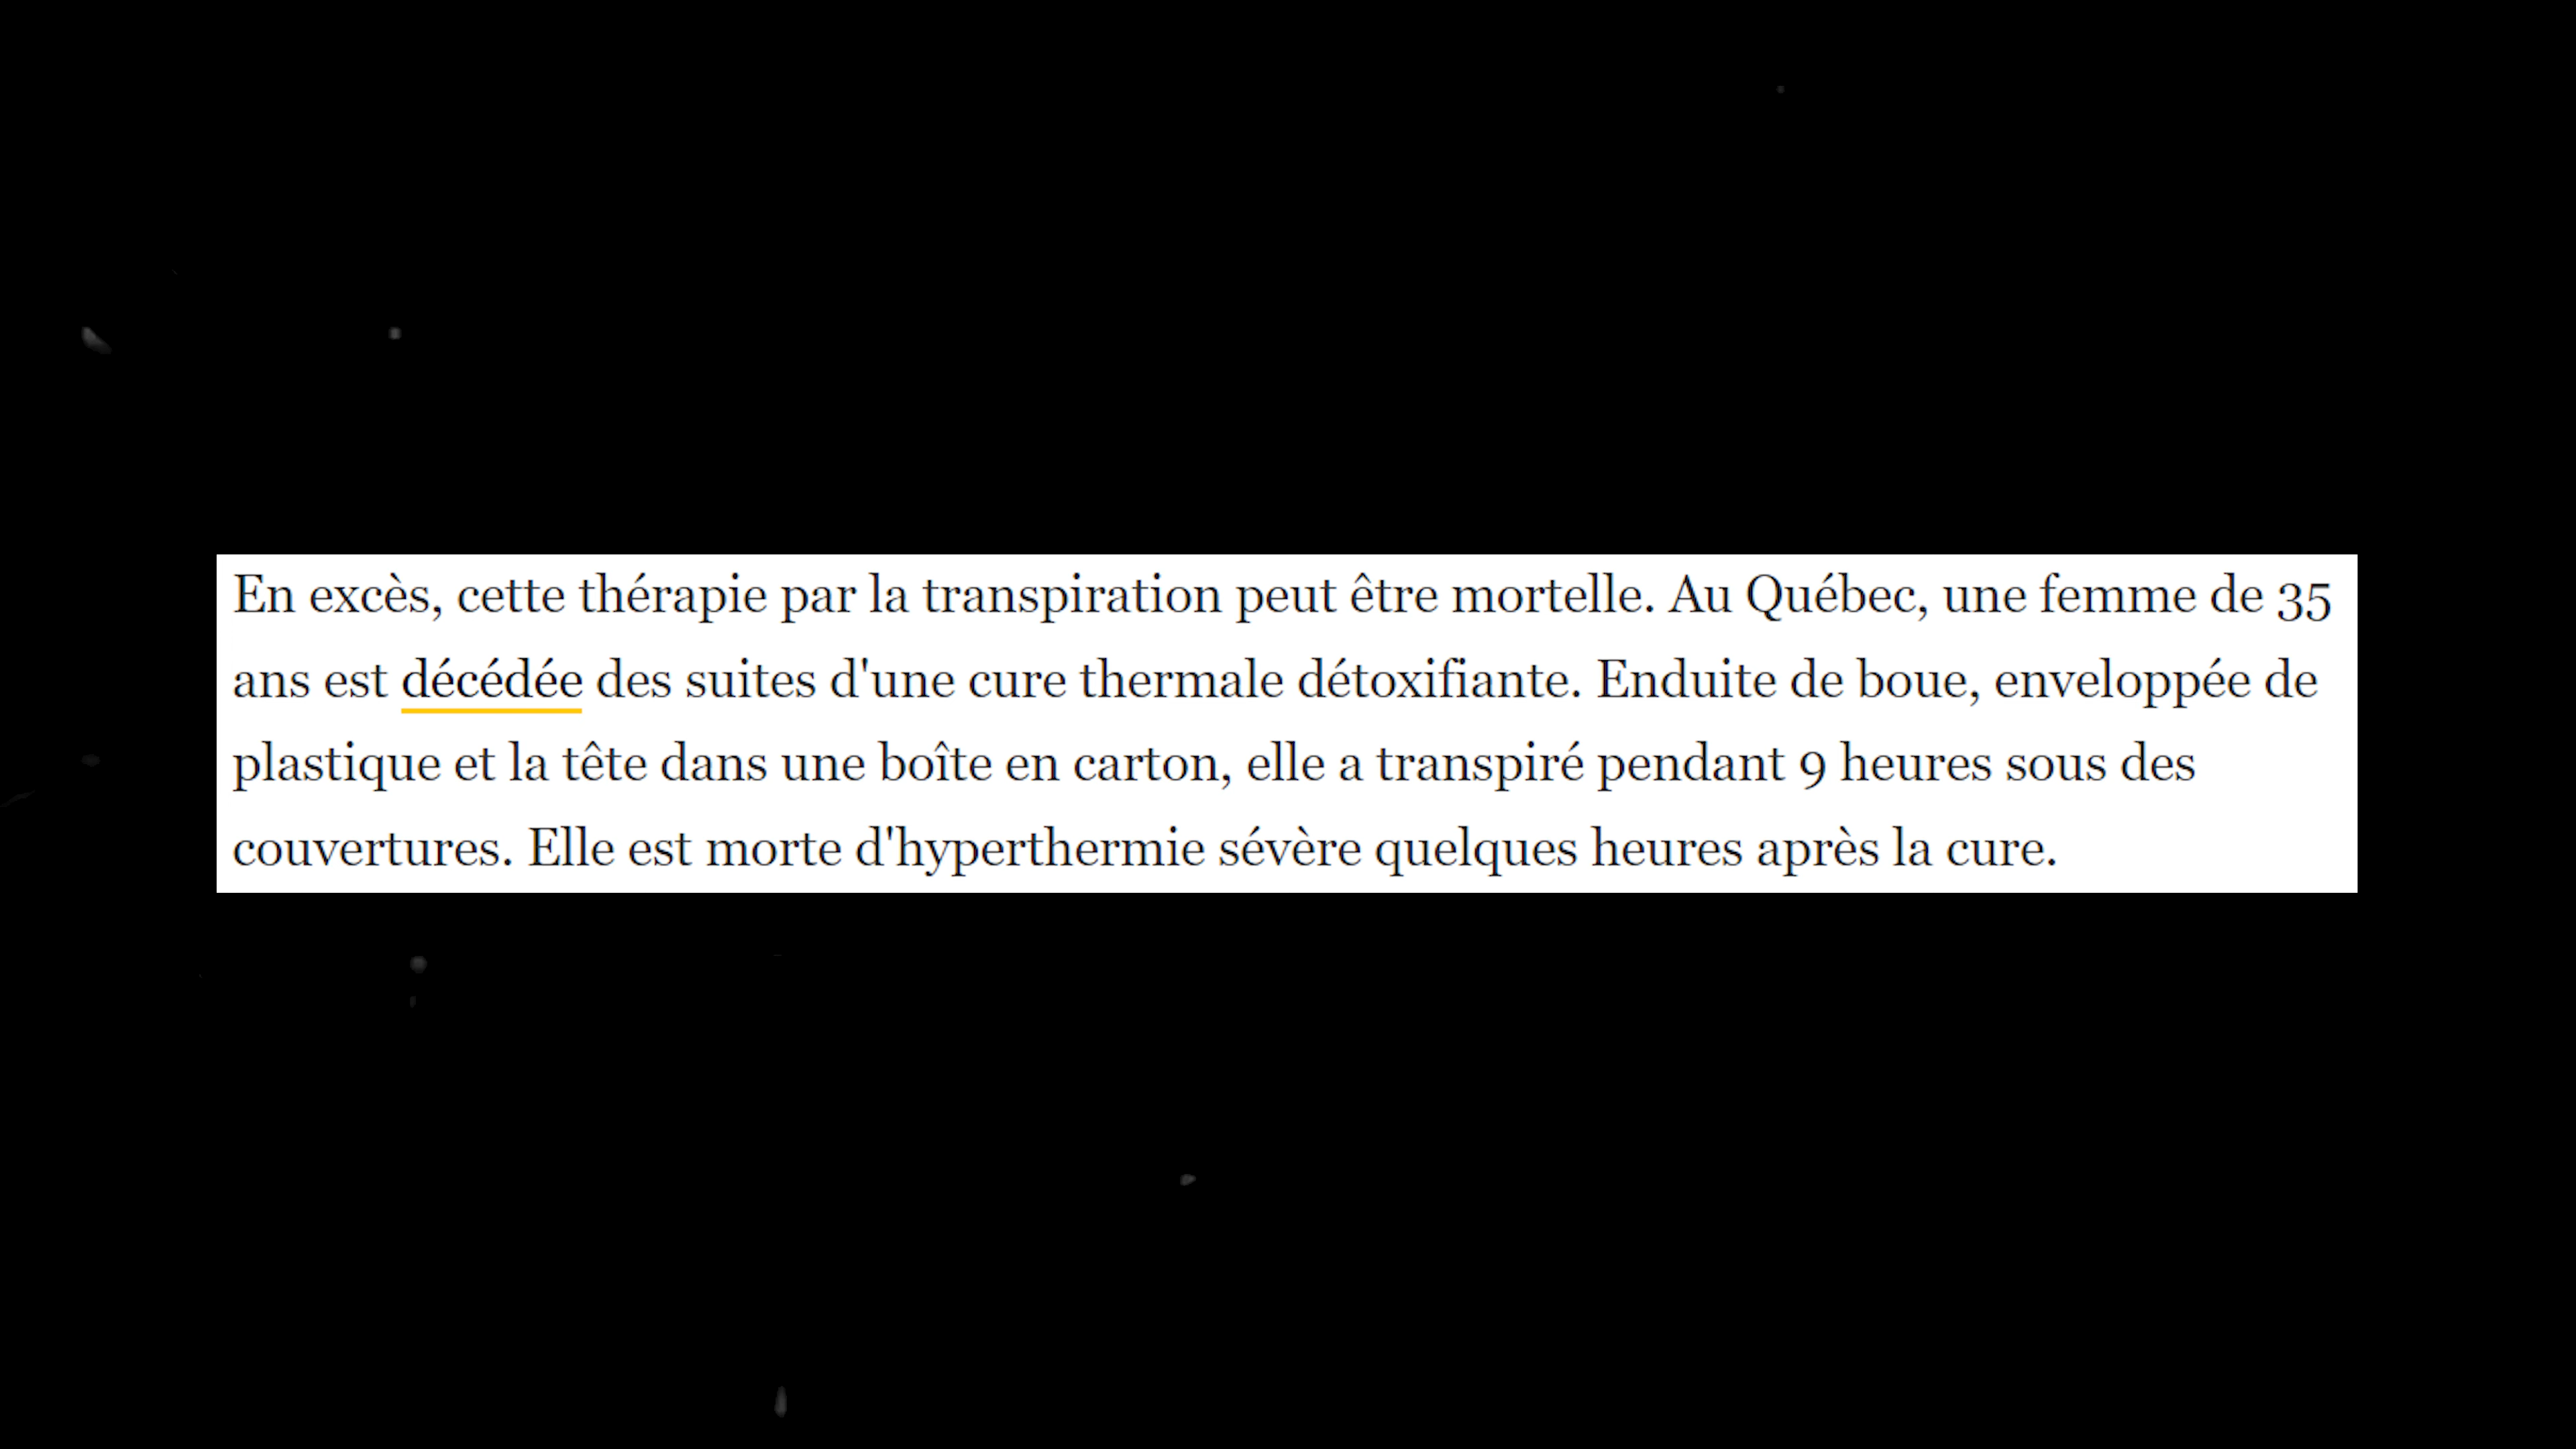 En excès, cette thérapie par la transpiration peut être mortelle. Au Québec, une femme de 35
ans est décédée des suites d'une cure thermale détoxifiante. Enduite de boue, enveloppée de
plastique et la tête dans une boîte en carton, elle a transpiré pendant 9 heures sous des
couvertures. Elle est morte d'hyperthermie sévère quelques heures après la cure.